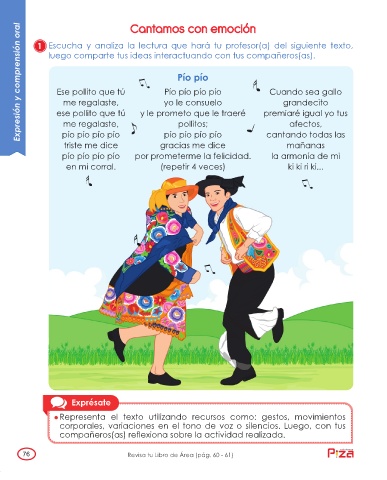 Expresión y comprensión oral
Cantamos con emoción
1 Escucha y analiza la lectura que hará tu profesor(a) del siguiente texto,
luego comparte tus ideas interactuando con tus compañeros(as).
Pío pío
Ese pollito que tú
me regalaste,
ese pollito que tú
me regalaste,
pío pío pío pío
triste me dice
pío pío pío pío
en mi corral.
Pío pío pío pío
yo le consuelo
y le prometo que le traeré
pollitos;
pío pío pío pío
gracias me dice
por prometerme la felicidad.
(repetir 4 veces)
Cuando sea gallo
grandecito
premiaré igual yo tus
afectos,
cantando todas las
mañanas
la armonía de mi
ki ki ri ki...
Exprésate
Representa el texto utilizando recursos como: gestos, movimientos
corporales, variaciones en el tono de voz o silencios. Luego, con tus
compañeros(as) reflexiona sobre la actividad realizada.
76
Revisa tu Libro de Área (pág. 60 - 61)